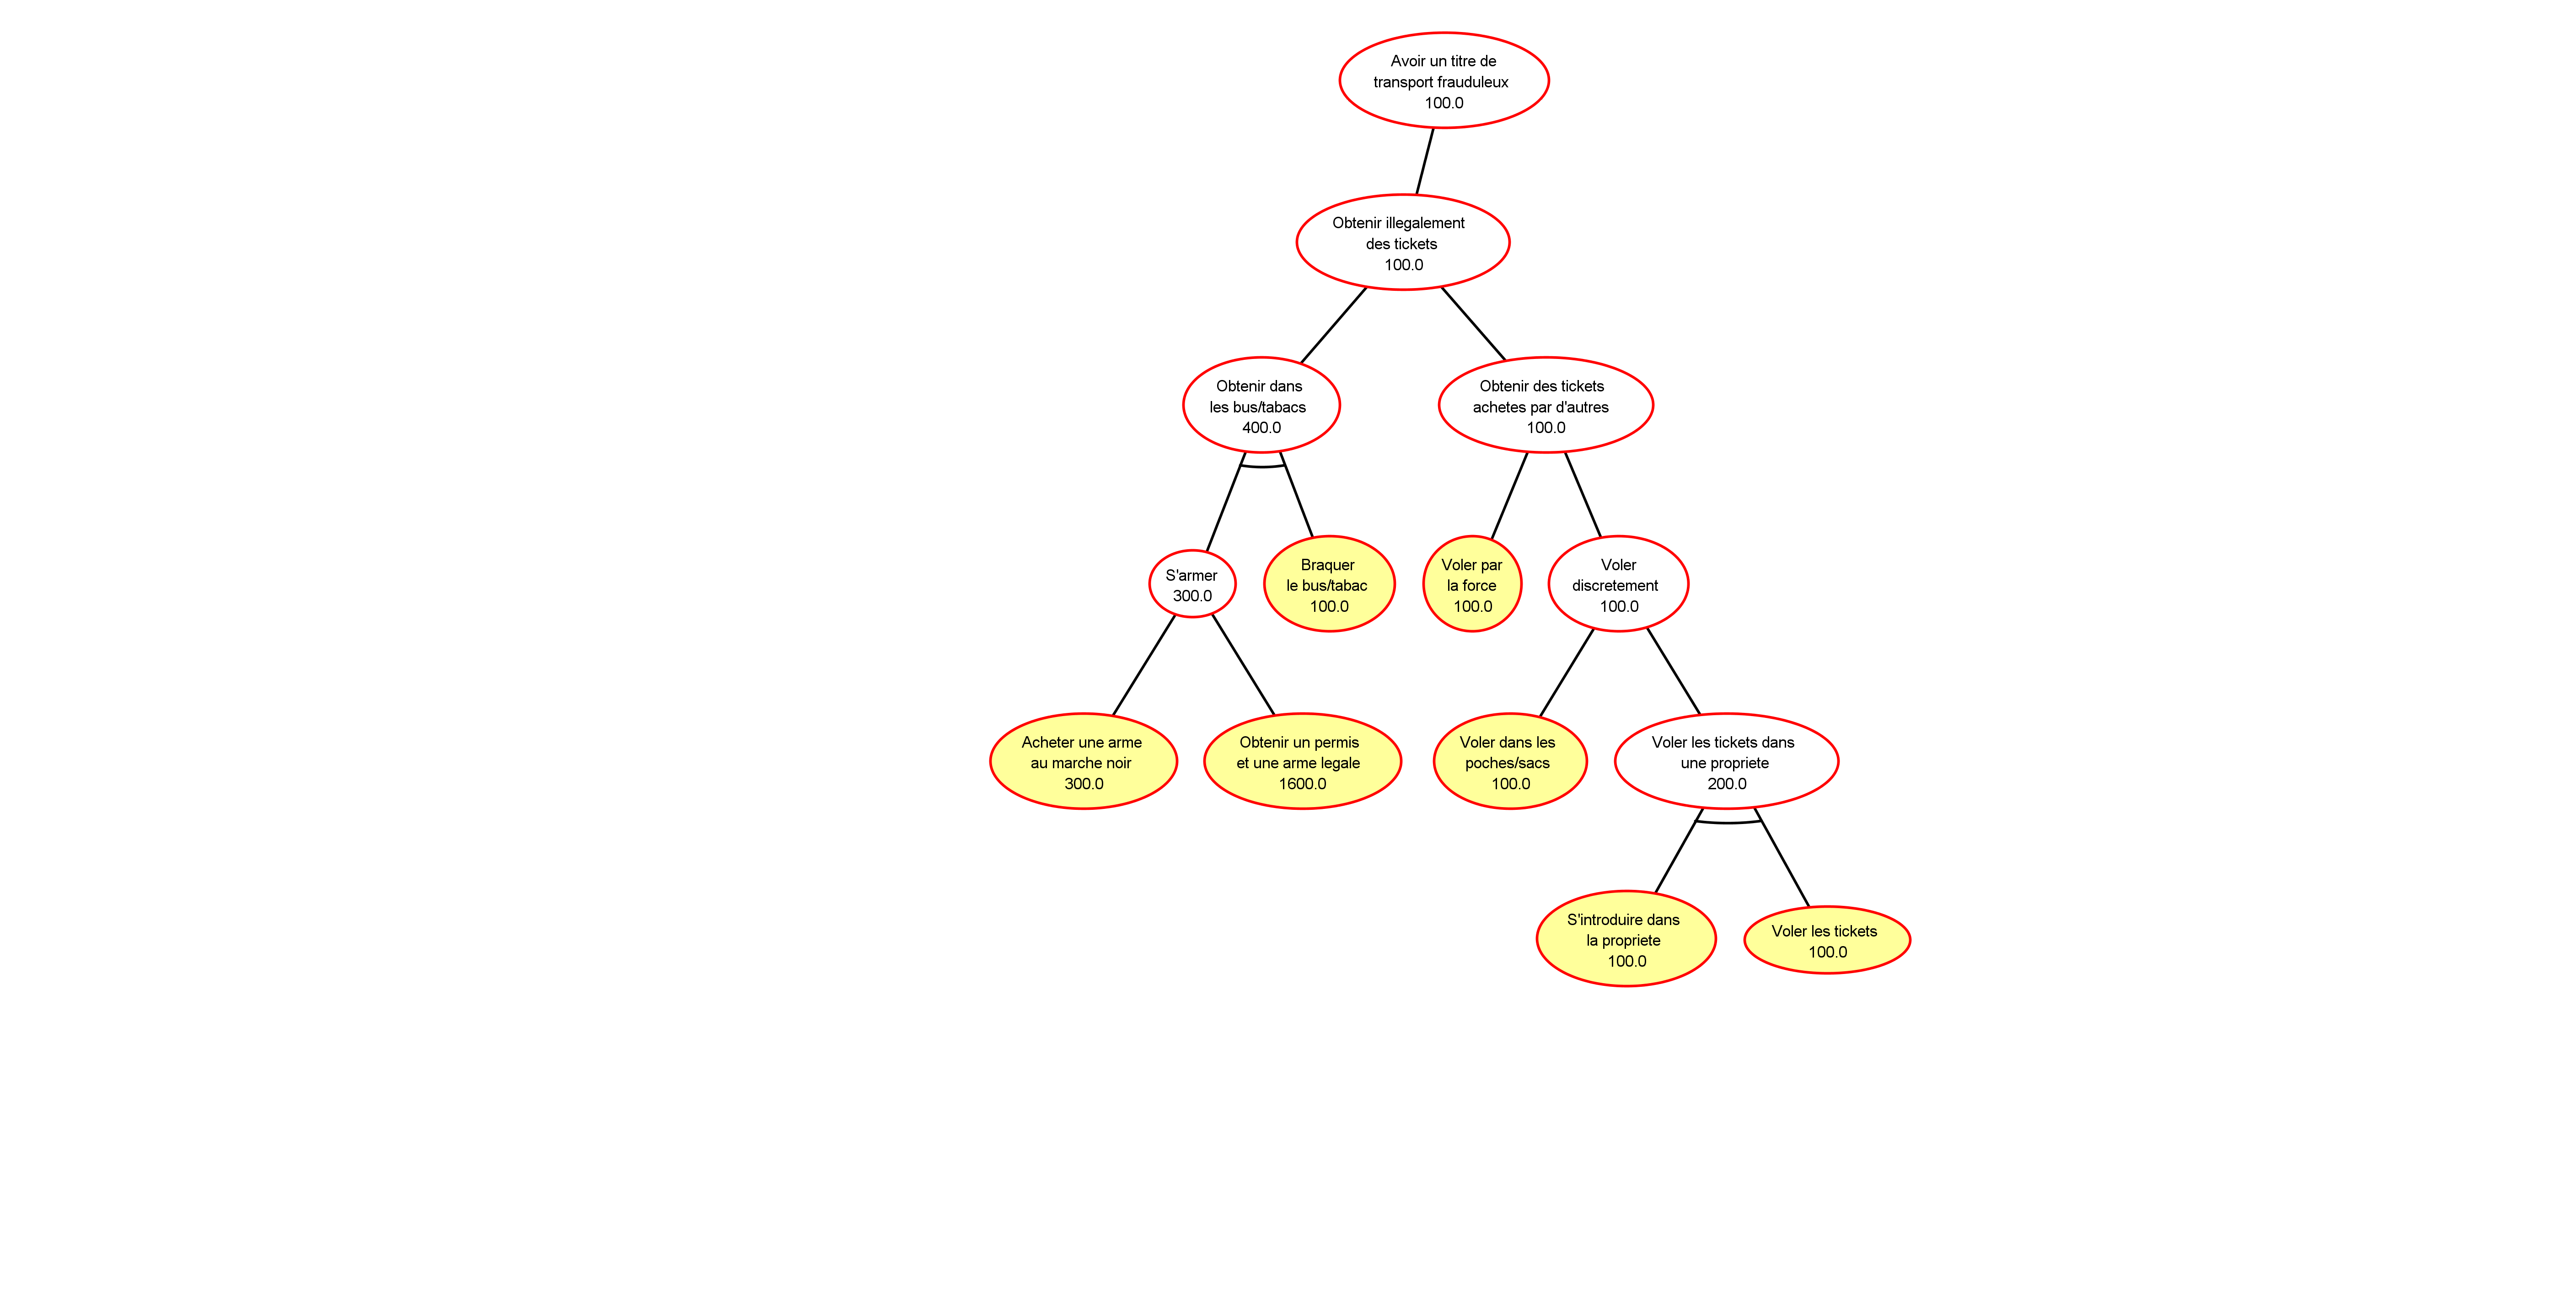 Avoir un titre de
transport frauduleux
100.0
Obtenir illegalement
des tickets
100.0
Obtenir dans
les bus/tabacs
400.0
Obtenir des tickets
achetes par d'autres
100.0
S'armer
300.0
Braquer
le bus/tabac
100.0
Voler par
la force
100.0
Voler
discretement
100.0
Acheter une arme
au marche noir
300.0
Obtenir un permis
et une arme legale
1600.0
Voler dans les
poches/sacs
100.0
Voler les tickets dans
une propriete
200.0
S'introduire dans
la propriete
100.0
Voler les tickets
100.0